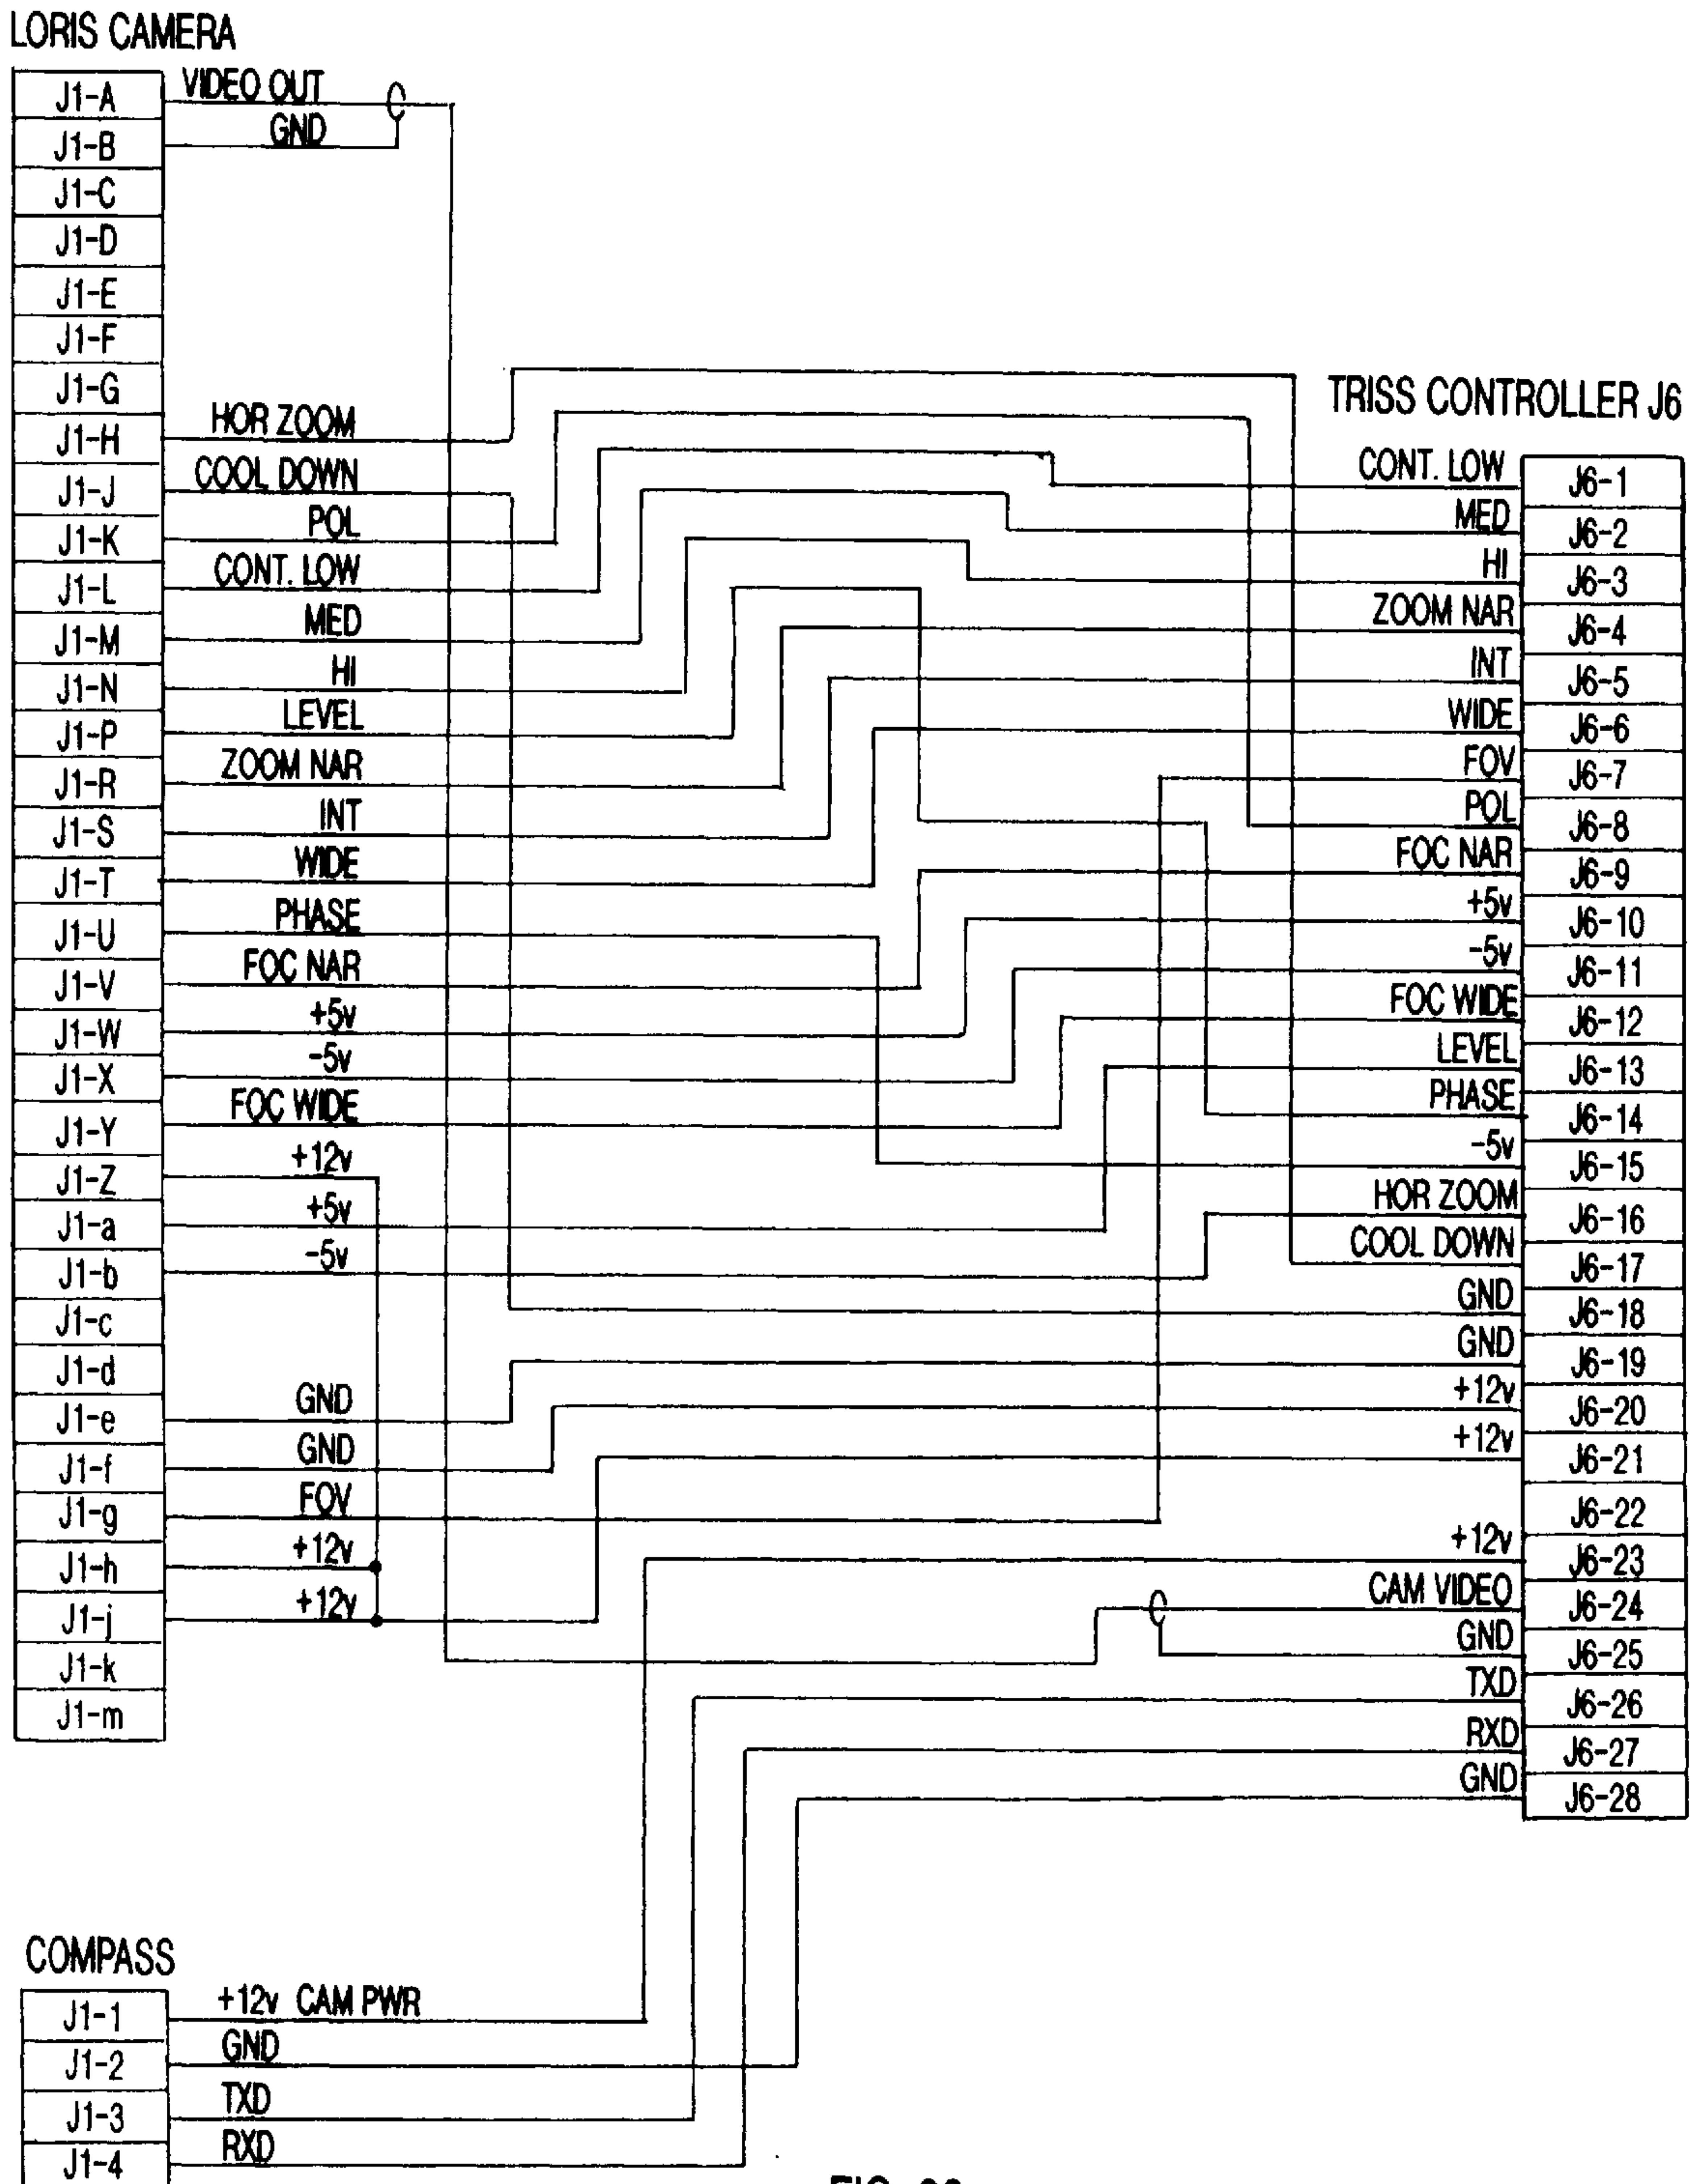 LORIS CAMERA
J1-A VIDEO OUT
J1-B GND
J1-C
J1-D
J1-E
J1-F
J1-G
J1-H HOR ZOOM
J1-J COOL DOWN
J1-K POL
J1-L CONT. LOW
J1-M MED
J1-N HI
J1-P LEVEL
J1-R ZOOM NAR
J1-S INT
J1-T WIDE
J1-U PHASE
J1-V FOC NAR
J1-W +5v
J1-X -5v
J1-Y FOC WIDE
J1-Z +12v
J1-a +5v
J1-b -5v
J1-c
J1-d
J1-e GND
J1-f GND
J1-g FOV
J1-h +12v
J1-j +12v
J1-k
J1-m
TRISS CONTROLLER J6
CONT. LOW J6-1
MED J6-2
HI J6-3
ZOOM NAR J6-4
INT J6-5
WIDE J6-6
FOV J6-7
POL J6-8
FOC NAR J6-9
+5v J6-10
-5v J6-11
FOC WIDE J6-12
LEVEL J6-13
PHASE J6-14
-5v J6-15
HOR ZOOM J6-16
COOL DOWN J6-17
GND J6-18
GND J6-19
+12v J6-20
+12v J6-21
J6-22
+12v J6-23
CAM VIDEO J6-24
GND J6-25
TXD J6-26
RXD J6-27
GND J6-28
COMPASS
J1-1 +12v CAM PWR
J1-2 GND
J1-3 TXD
J1-4 RXD